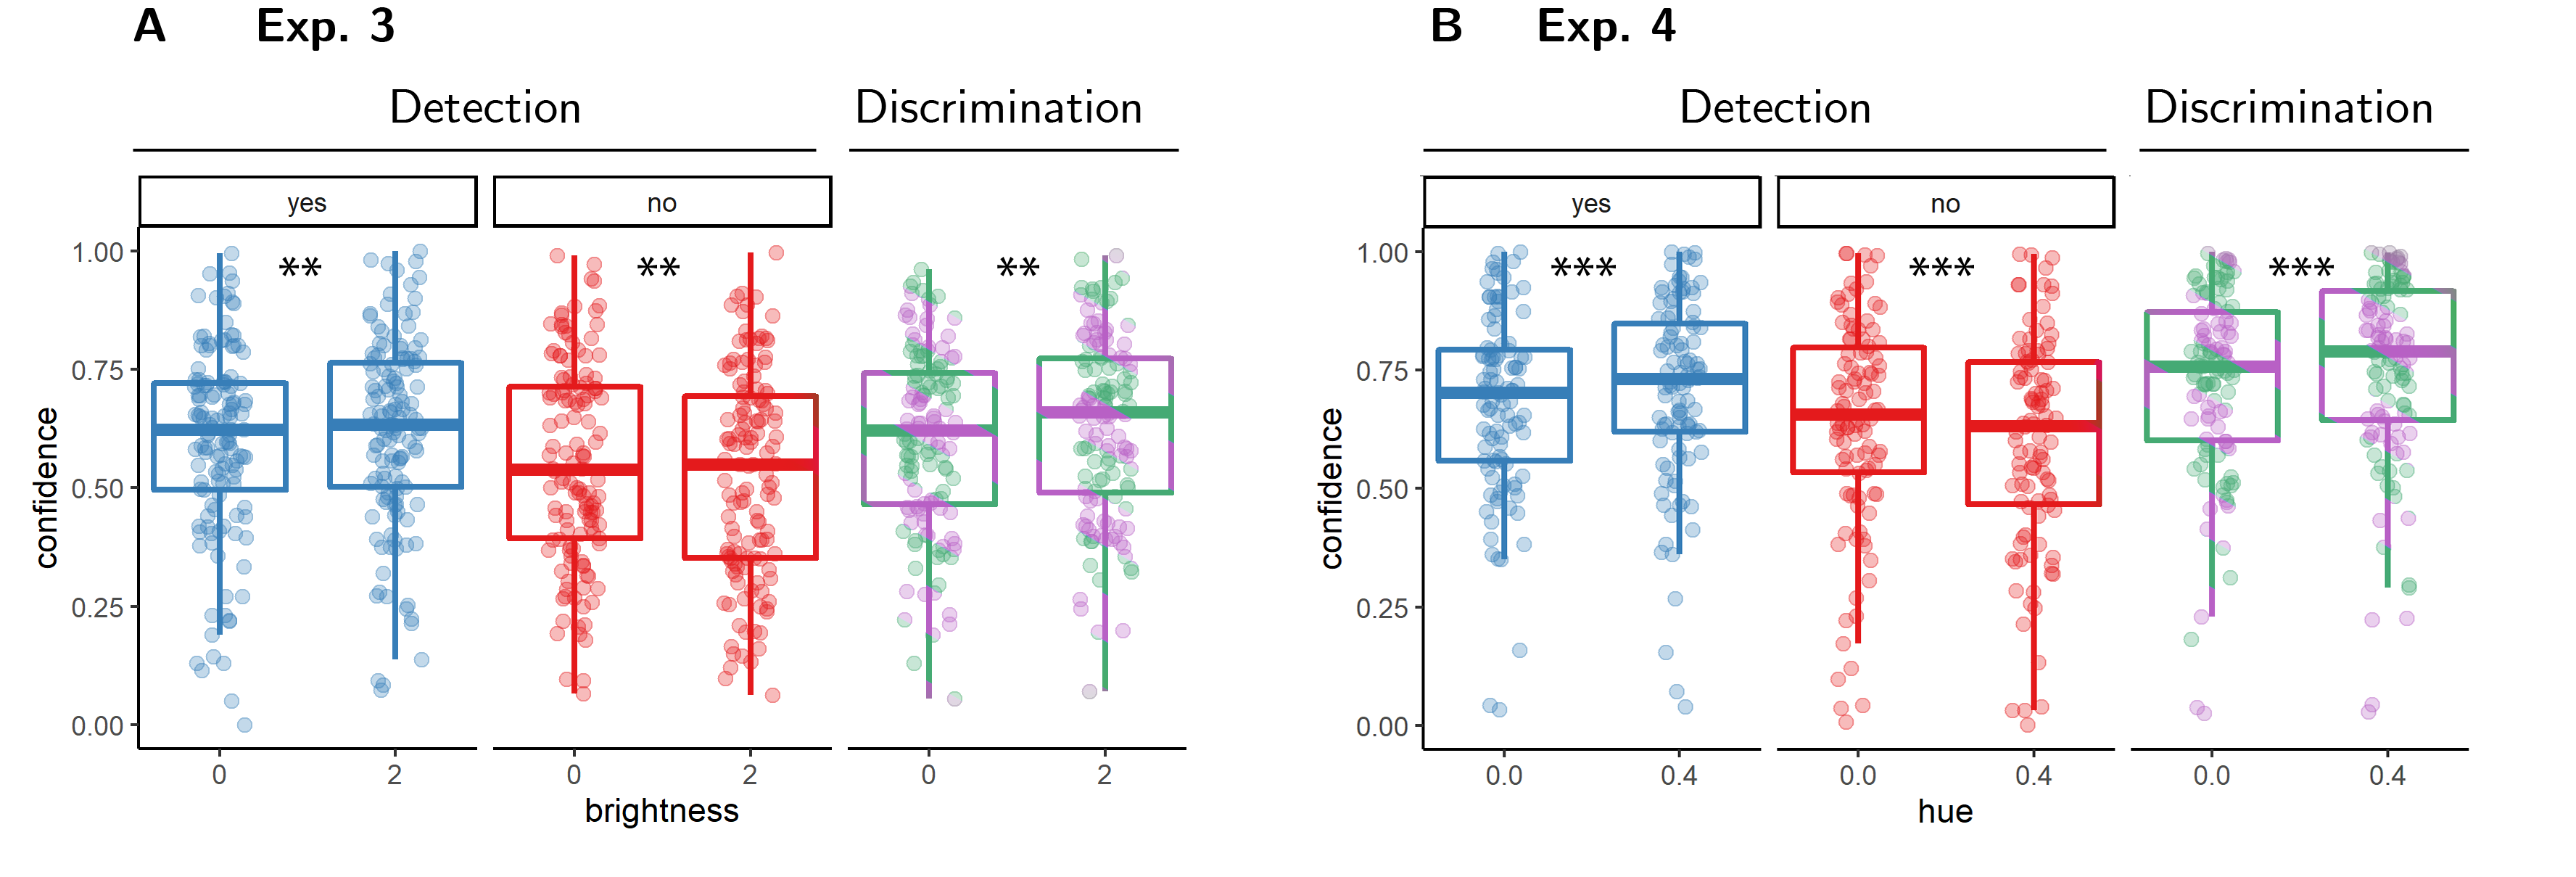 A Exp. 3
Detection Discrimination
yes no
** ** **
1.00
0.75
0.50
0.25
0.00
confidence
0 2 0 2 0 2
brightness
B Exp. 4
Detection Discrimination
yes no
*** *** ***
1.00
0.75
0.50
0.25
0.00
confidence
0.0 0.4 0.0 0.4 0.0 0.4
hue